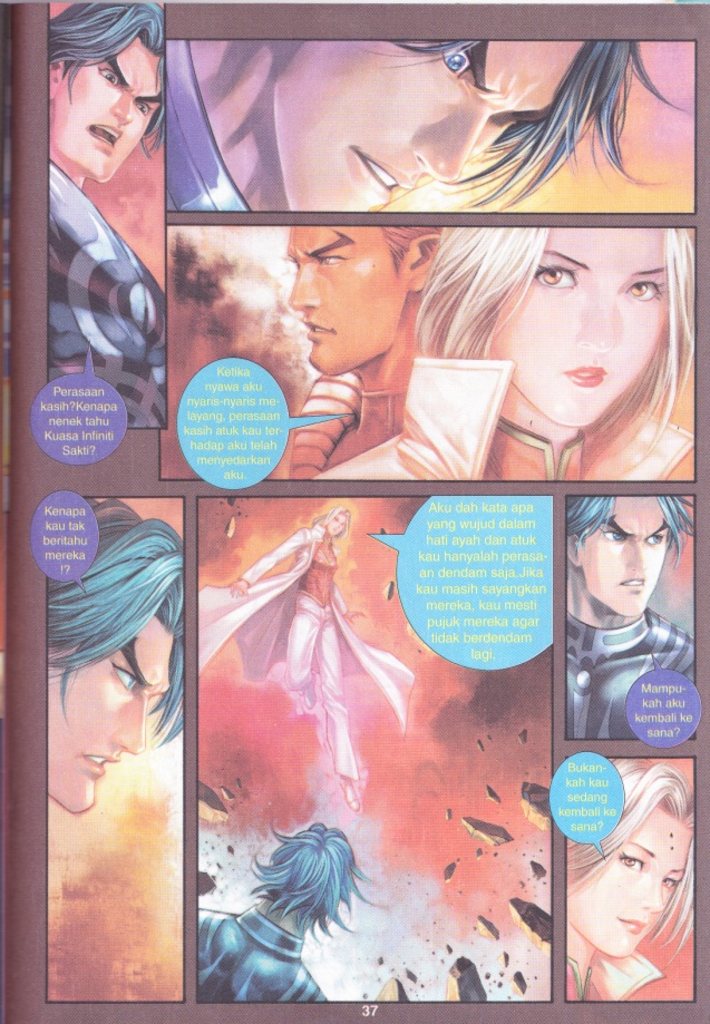 Perasaan
kasih?Kenapa
nenek tahu
Kuasa Infiniti
Sakti?
Ketika
nyawa aku
nyaris-nyaris me-
layang, perasaan
kasih atuk kau ter-
hadap aku telah
menyedarkan
aku.
Kenapa
kau tak
beritahu
mereka
!?
Aku dah kata apa
yang wujud dalam
hati ayah dan atuk
kau hanyalah perasa-
an dendam saja,Jika
kau masih sayangkan
mereka, kau mesti
pujuk mereka agar
tidak berdendam
lagi.
Mampu-
kah aku
kembali ke
sana?
Bukan-
kah kau
sedang
kembali ke
sana?
37